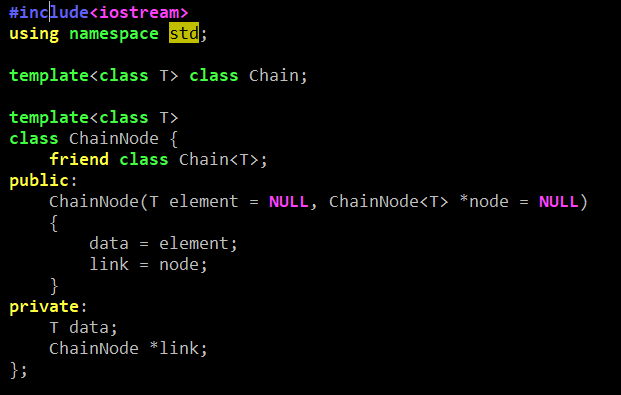 #include<iostream>
using namespace std;
template<class T> class Chain;
template<class T>
class ChainNode {
    friend class Chain<T>;
public:
    ChainNode(T element = NULL, ChainNode<T> *node = NULL)
    {
        data = element;
        link = node;
    }
private:
    T data;
    ChainNode *link;
};